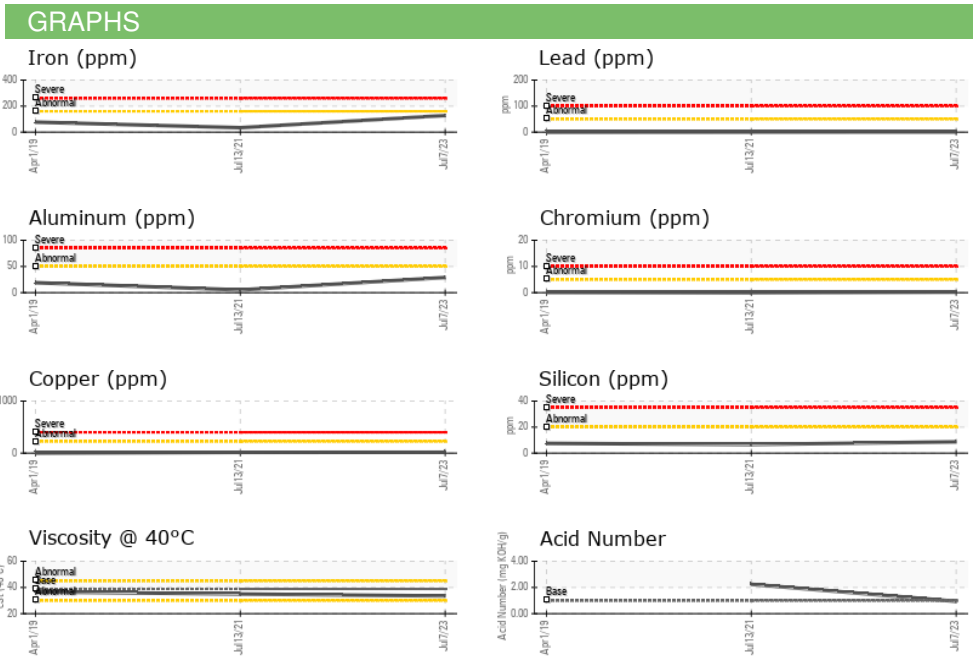 GRAPHS
Iron (ppm)
400
200
0
Severe
Abnormal
Apr1/19
Jul13/21
Jul7/23
Lead (ppm)
ppm
200
100
0
Severe
Abnormal
Apr1/19
Jul13/21
Jul7/23
Aluminum (ppm)
100
50
0
Severe
Abnormal
Apr1/19
Jul13/21
Jul7/23
Chromium (ppm)
ppm
20
10
0
Severe
Abnormal
Apr1/19
Jul13/21
Jul7/23
Copper (ppm)
1000
0
Severe
Abnormal
Apr1/19
Jul13/21
Jul7/23
Silicon (ppm)
ppm
40
20
0
Severe
Abnormal
Apr1/19
Jul13/21
Jul7/23
Viscosity @ 40°C
60
40
20
Abnormal
Base
Abnormal
Apr1/19
Jul13/21
Jul7/23
Acid Number
Acid Number (mg KOH/g)
4.00
2.00
0.00
Base
Apr1/19
Jul13/21
Jul7/23